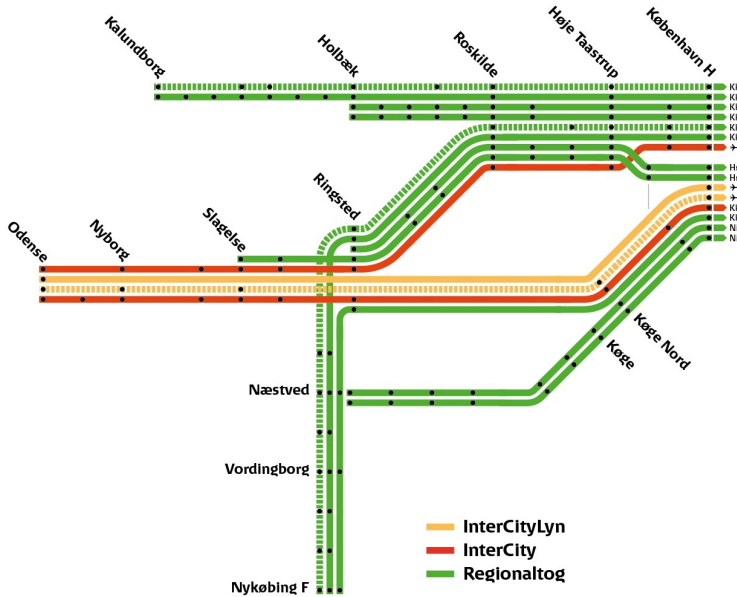 Kalundborg
Holbæk
Roskilde
Høje Taastrup
København H
Ringsted
Slagelse
Nyborg
Odense
Køge Nord
Køge
Næstved
Vordingborg
Nykøbing F
InterCityLyn
InterCity
Regionaltog